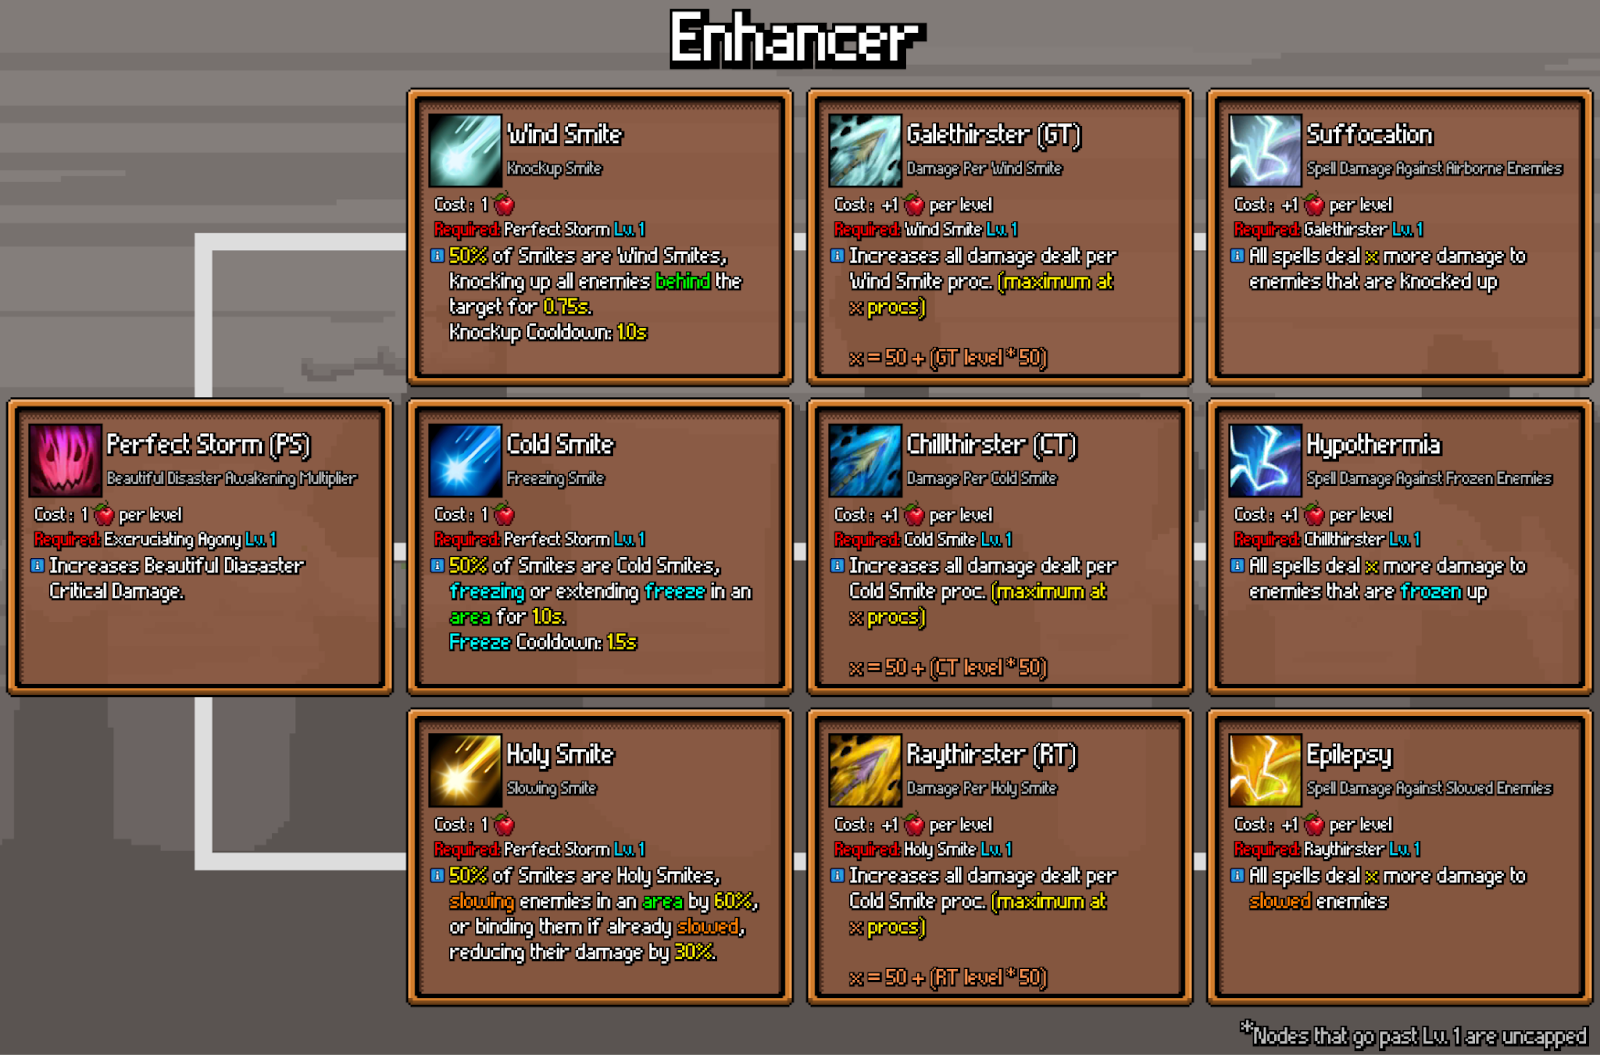 Enhancer
Wind Smite
Knockup Smite
Cost: 1
Required: Perfect Storm Lv. 1
50% of Smites are Wind Smites,
knocking up all enemies behind the
target for 0.75s.
Knockup Cooldown: 1.0s
Galethirster (GT)
Damage Per Wind Smite
Cost: +1 per level
Required: Wind Smite Lv. 1
Increases all damage dealt per
Wind Smite proc. (maximum at
x procs)
x = 50 + (GT level * 50)
Suffocation
Spell Damage Against Airborne Enemies
Cost: +1 per level
Required: Galethirster Lv. 1
All spells deal x more damage to
enemies that are knocked up
Perfect Storm (PS)
Beautiful Disaster Awakening Multiplier
Cost: 1 per level
Required: Excruciating Agony Lv. 1
Increases Beautiful Diasaster
Critical Damage.
Cold Smite
Freezing Smite
Cost: 1
Required: Perfect Storm Lv. 1
50% of Smites are Cold Smites,
freezing or extending freeze in an
area for 1.0s.
Freeze Cooldown: 1.5s
Chillthirster (CT)
Damage Per Cold Smite
Cost: +1 per level
Required: Cold Smite Lv. 1
Increases all damage dealt per
Cold Smite proc. (maximum at
x procs)
x = 50 + (CT level * 50)
Hypothermia
Spell Damage Against Frozen Enemies
Cost: +1 per level
Required: Chillthirster Lv. 1
All spells deal x more damage to
enemies that are frozen up
Holy Smite
Slowing Smite
Cost: 1
Required: Perfect Storm Lv. 1
50% of Smites are Holy Smites,
slowing enemies in an area by 60%,
or binding them if already slowed,
reducing their damage by 30%.
Raythirster (RT)
Damage Per Holy Smite
Cost: +1 per level
Required: Holy Smite Lv. 1
Increases all damage dealt per
Cold Smite proc. (maximum at
x procs)
x = 50 + (RT level * 50)
Epilepsy
Spell Damage Against Slowed Enemies
Cost: +1 per level
Required: Raythirster Lv. 1
All spells deal x more damage to
slowed enemies
*Nodes that go past Lv. 1 are uncapped